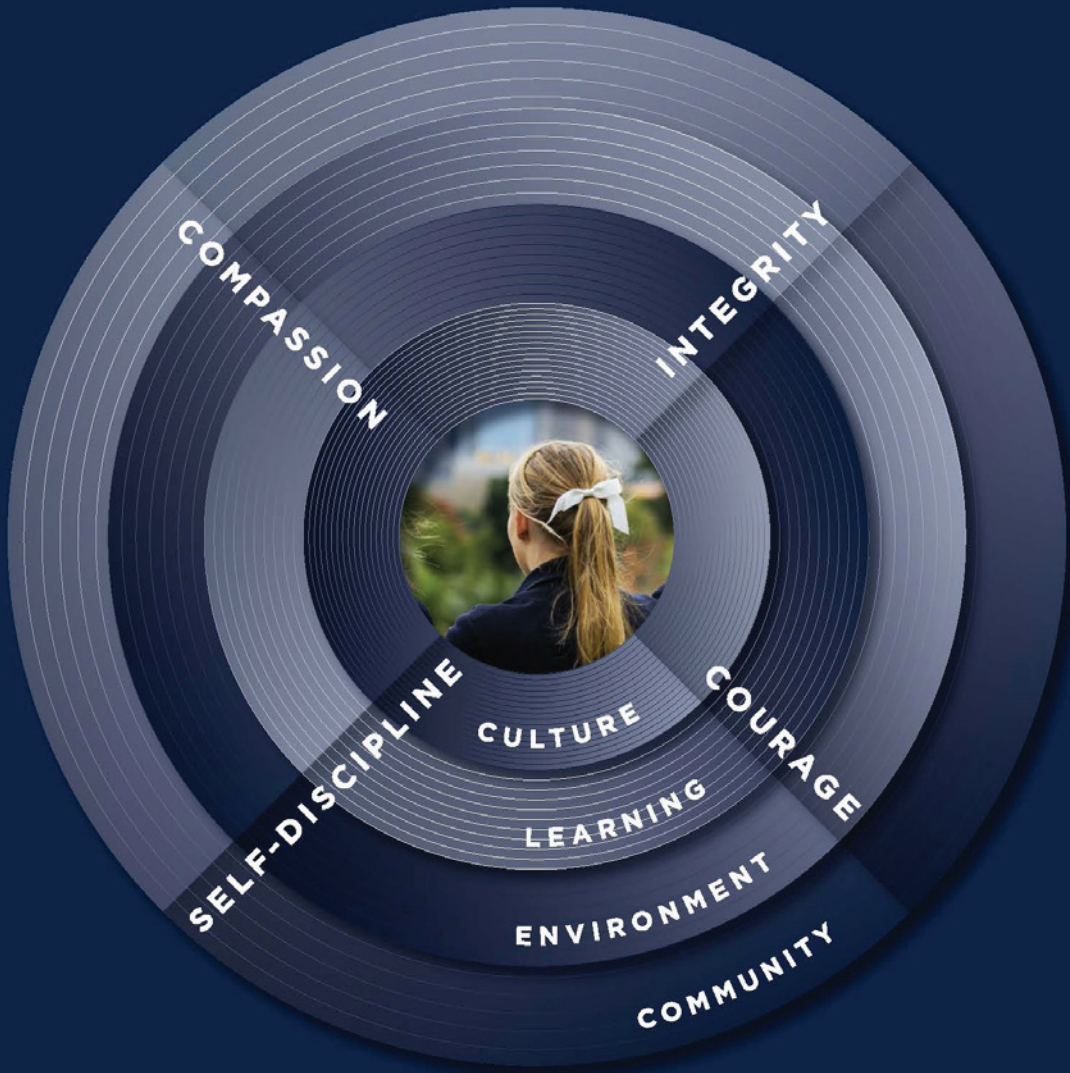 COMPASSION
INTEGRITY
SELF-DISCIPLINE
COURAGE
CULTURE
LEARNING
ENVIRONMENT
COMMUNITY